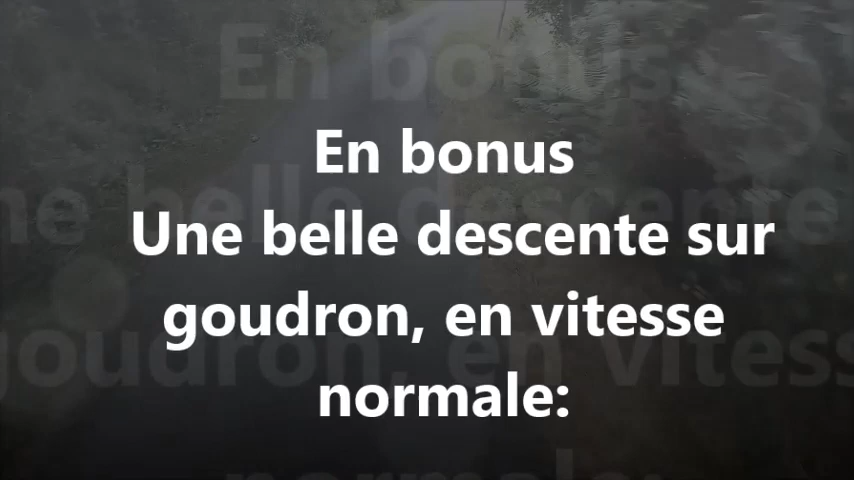 En bonus
Une belle descente sur
goudron, en vitesse
normale: